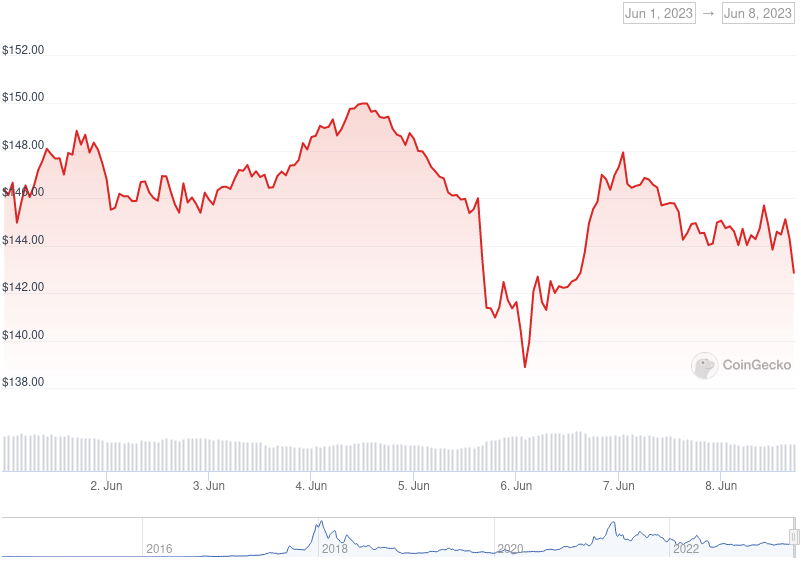 Jun 1, 2023 → Jun 8, 2023
$152.00
$150.00
$148.00
$146.00
$144.00
$142.00
$140.00
$138.00
CoinGecko
2. Jun 3. Jun 4. Jun 5. Jun 6. Jun 7. Jun 8. Jun
2016 2018 2020 2022